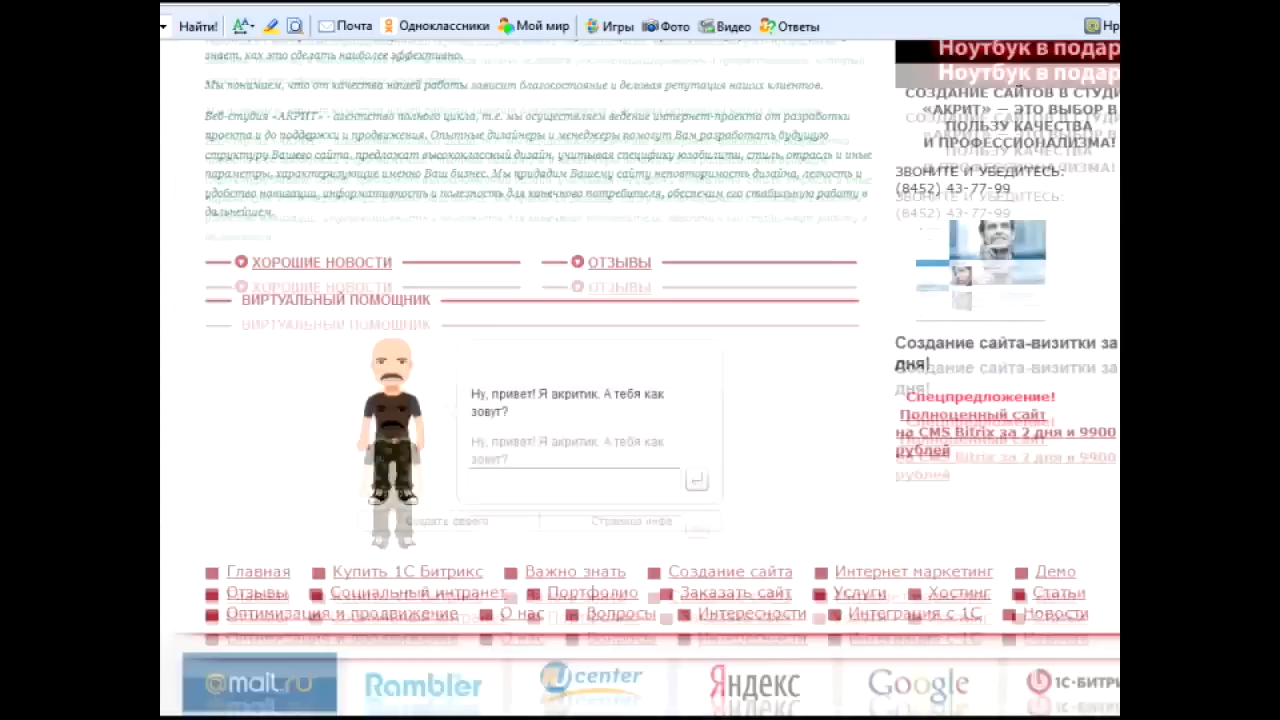 Найти! Почта Одноклассники Мой мир Игры Фото Видео Ответы
знает, как это сделать наиболее эффективно.
Мы понимаем, что от качества нашей работы зависит благосостояние и деловая репутация наших клиентов.
Веб-студия «АКРИТ» - агентство полного цикла, т.е. мы осуществляем ведение интернет-проекта от разработки
проекта и до поддержки и продвижения. Опытные дизайнеры и менеджеры помогут Вам разработать будущую
структуру Вашего сайта, предложат высококлассный дизайн, учитывая специфику юзабилити, стиль, отрасль и иные
параметры, характеризующие именно Ваш бизнес. Мы придадим Вашему сайту неповторимость дизайна, легкость и
удобство навигации, информативность и полезность для конечного потребителя, обеспечим его стабильную работу в
дальнейшем.
ХОРОШИЕ НОВОСТИ ОТЗЫВЫ
ВИРТУАЛЬНЫЙ ПОМОЩНИК
Ну, привет! Я акритик. А тебя как
зовут?
Создать своего Страница инфа
Ноутбук в подар
СОЗДАНИЕ САЙТОВ В СТУДИ
«АКРИТ» — ЭТО ВЫБОР В
ПОЛЬЗУ КАЧЕСТВА
И ПРОФЕССИОНАЛИЗМА!
ЗВОНИТЕ И УБЕДИТЕСЬ:
(8452) 43-77-99
Создание сайта-визитки за
дня!
Спецпредложение!
Полноценный сайт
на CMS Bitrix за 2 дня и 9900
рублей
Главная Купить 1С Битрикс Важно знать Создание сайта Интернет маркетинг Демо
Отзывы Социальный интранет Портфолио Заказать сайт Услуги Хостинг Статьи
Оптимизация и продвижение О нас Вопросы Интересности Интеграция с 1С Новости
@mail.ru Rambler center Яндекс Google 1С-БИТРИ